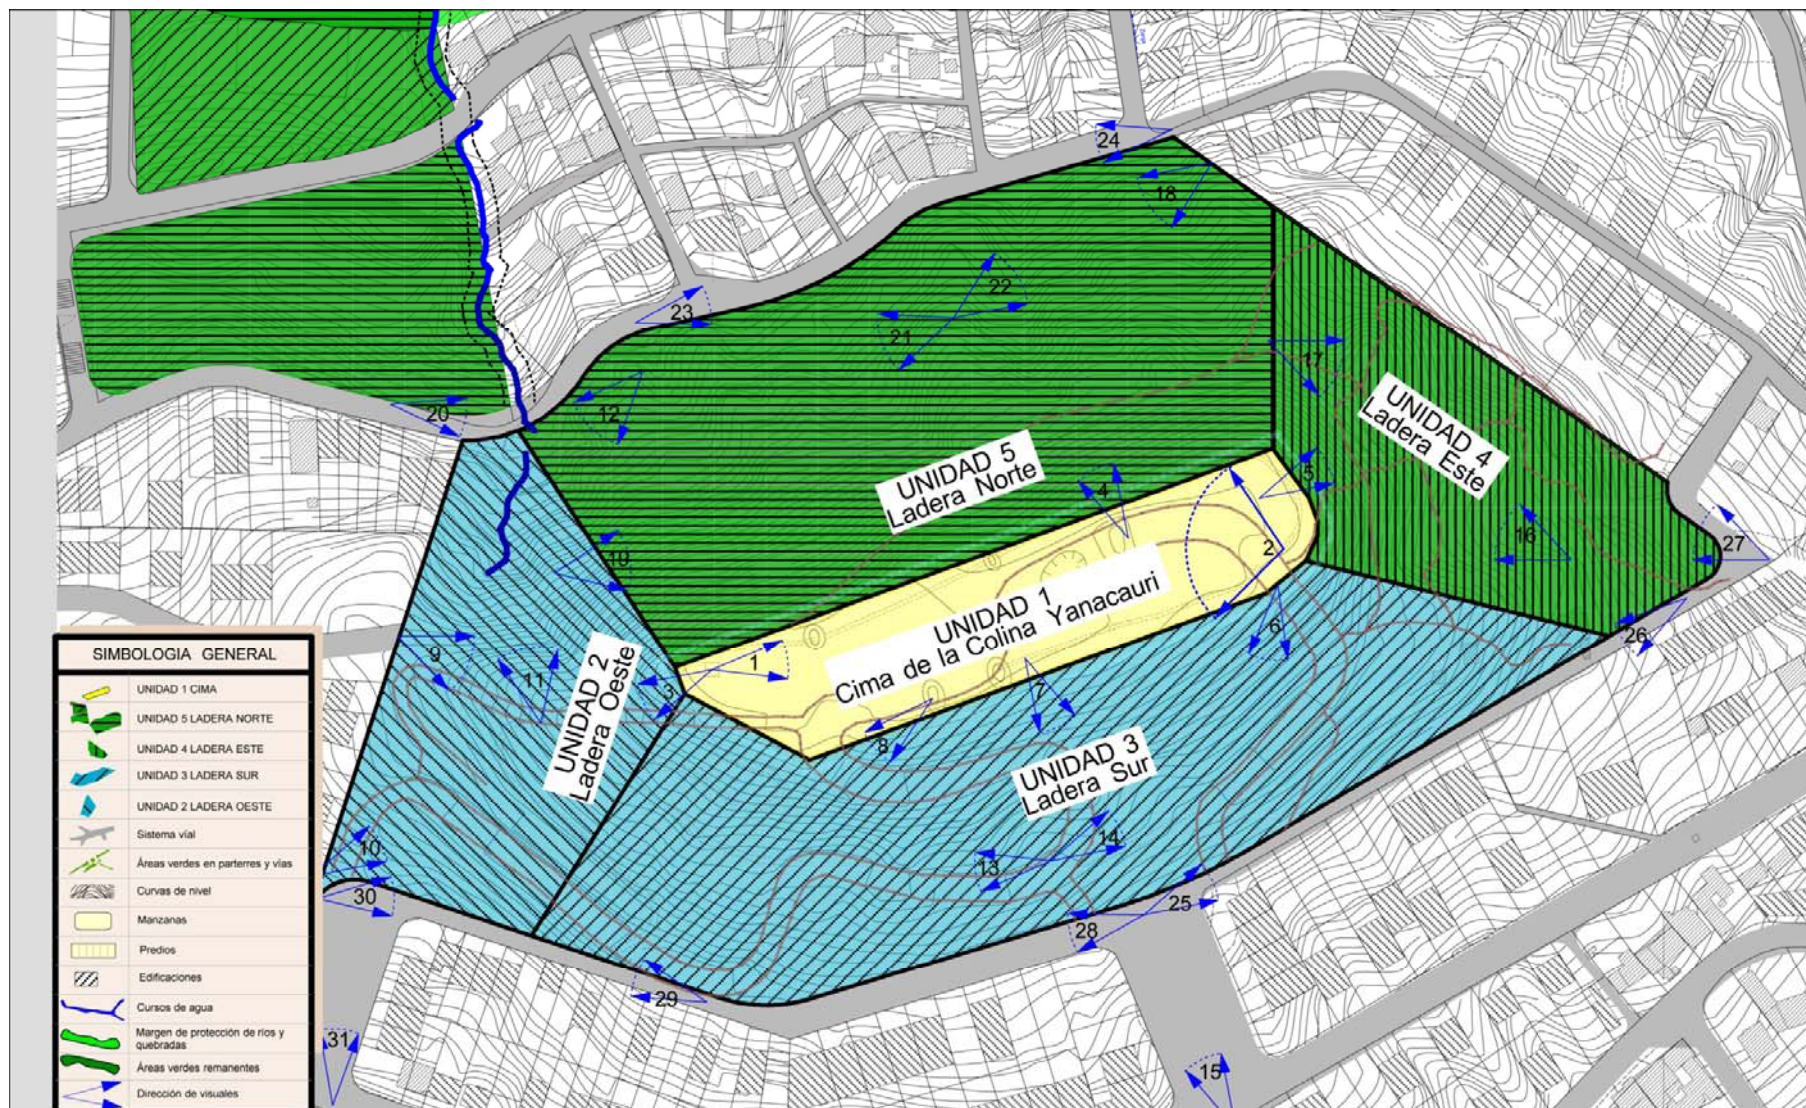 24
18
22
23
21
17
12
20
UNIDAD 4
Ladera Este
UNIDAD 5
Ladera Norte
5
4
16
27
2
19
UNIDAD 1
Cima de la Colina Yanacauri
6
26
9
1
11
3
7
UNIDAD 2
Ladera Oeste
8
UNIDAD 3
Ladera Sur
10
14
13
30
25
28
29
31
15
SIMBOLOGIA GENERAL
UNIDAD 1 CIMA
UNIDAD 5 LADERA NORTE
UNIDAD 4 LADERA ESTE
UNIDAD 3 LADERA SUR
UNIDAD 2 LADERA OESTE
Sistema vial
Áreas verdes en parterres y vías
Curvas de nivel
Manzanas
Predios
Edificaciones
Cursos de agua
Margen de protección de ríos y
quebradas
Áreas verdes remanentes
Dirección de visuales